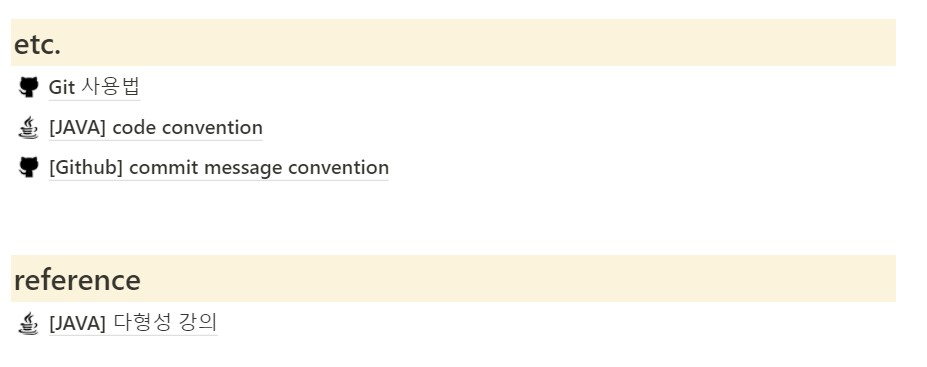 etc.
Git 사용법
[JAVA] code convention
[Github] commit message convention
reference
[JAVA] 다형성 강의